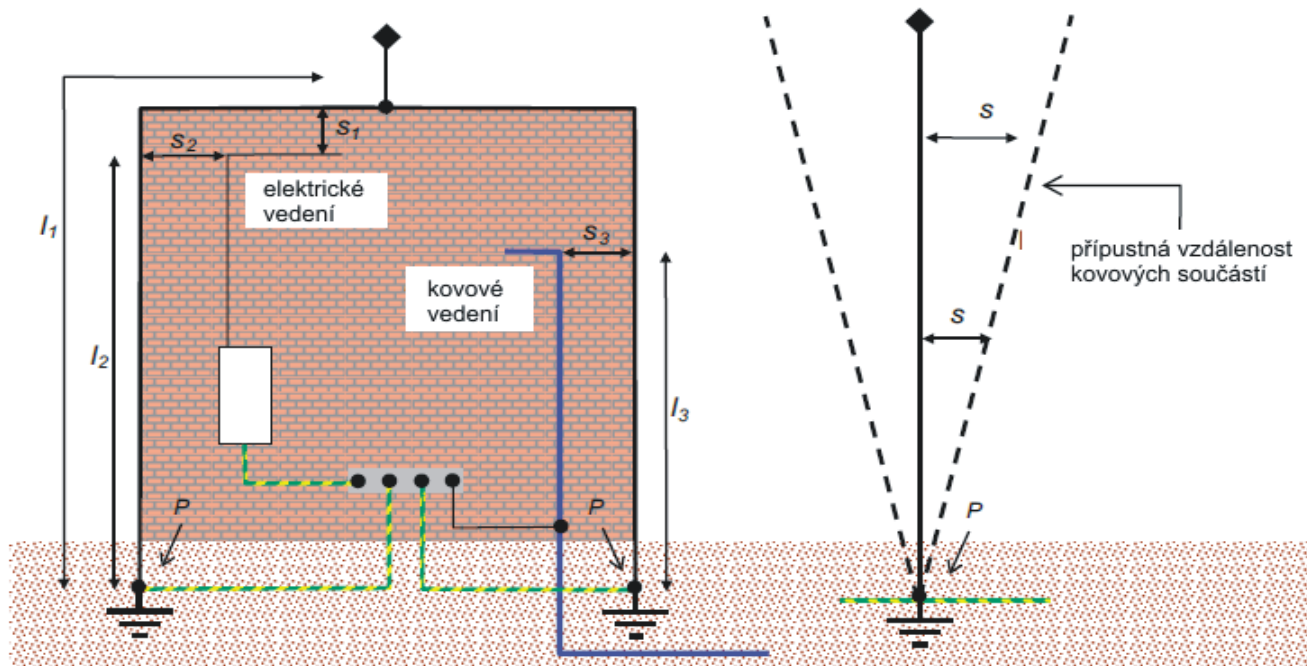 s
s₁
s₂
elektrické
vedení
přípustná vzdálenost
kovových součástí
l₁
s₃
kovové
vedení
s
l₂
l₃
P
P
P